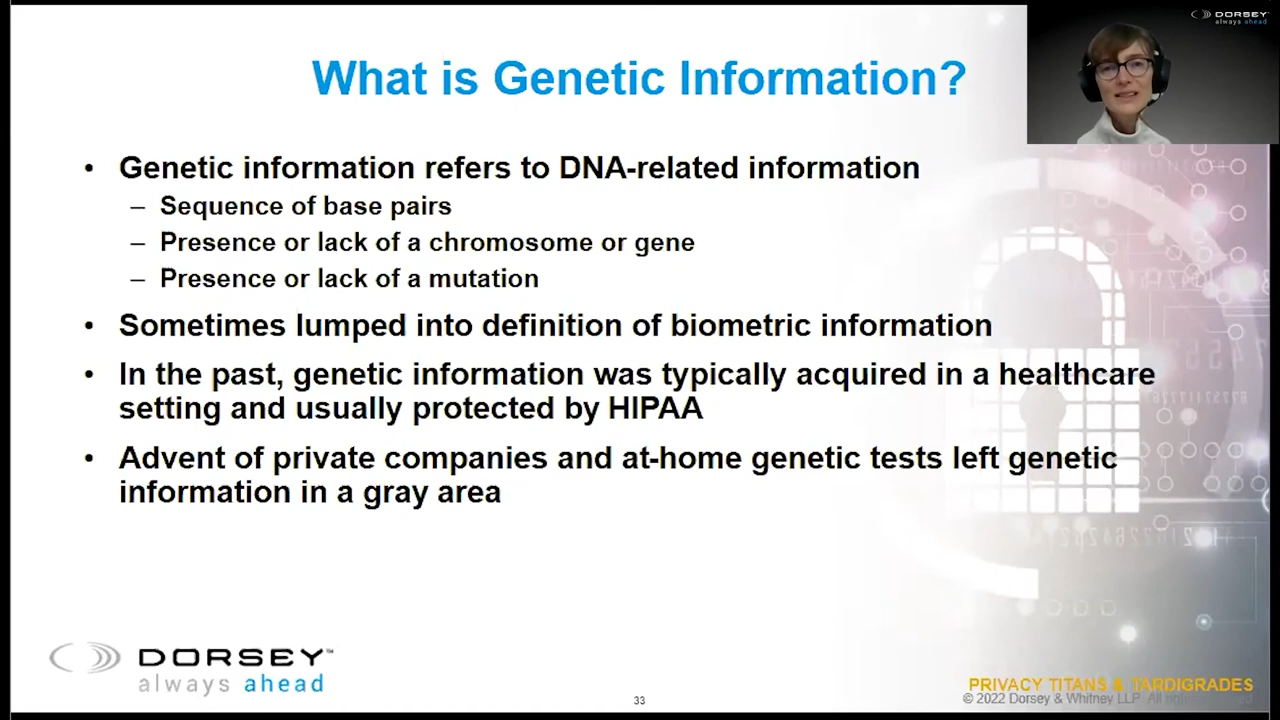 DORSEY
always ahead
What is Genetic Information?
• Genetic information refers to DNA-related information
– Sequence of base pairs
– Presence or lack of a chromosome or gene
– Presence or lack of a mutation
• Sometimes lumped into definition of biometric information
• In the past, genetic information was typically acquired in a healthcare
setting and usually protected by HIPAA
• Advent of private companies and at-home genetic tests left genetic
information in a gray area
DORSEY™
always ahead
33
PRIVACY TITANS & TARDIGRADES
© 2022 Dorsey & Whitney LLP. All